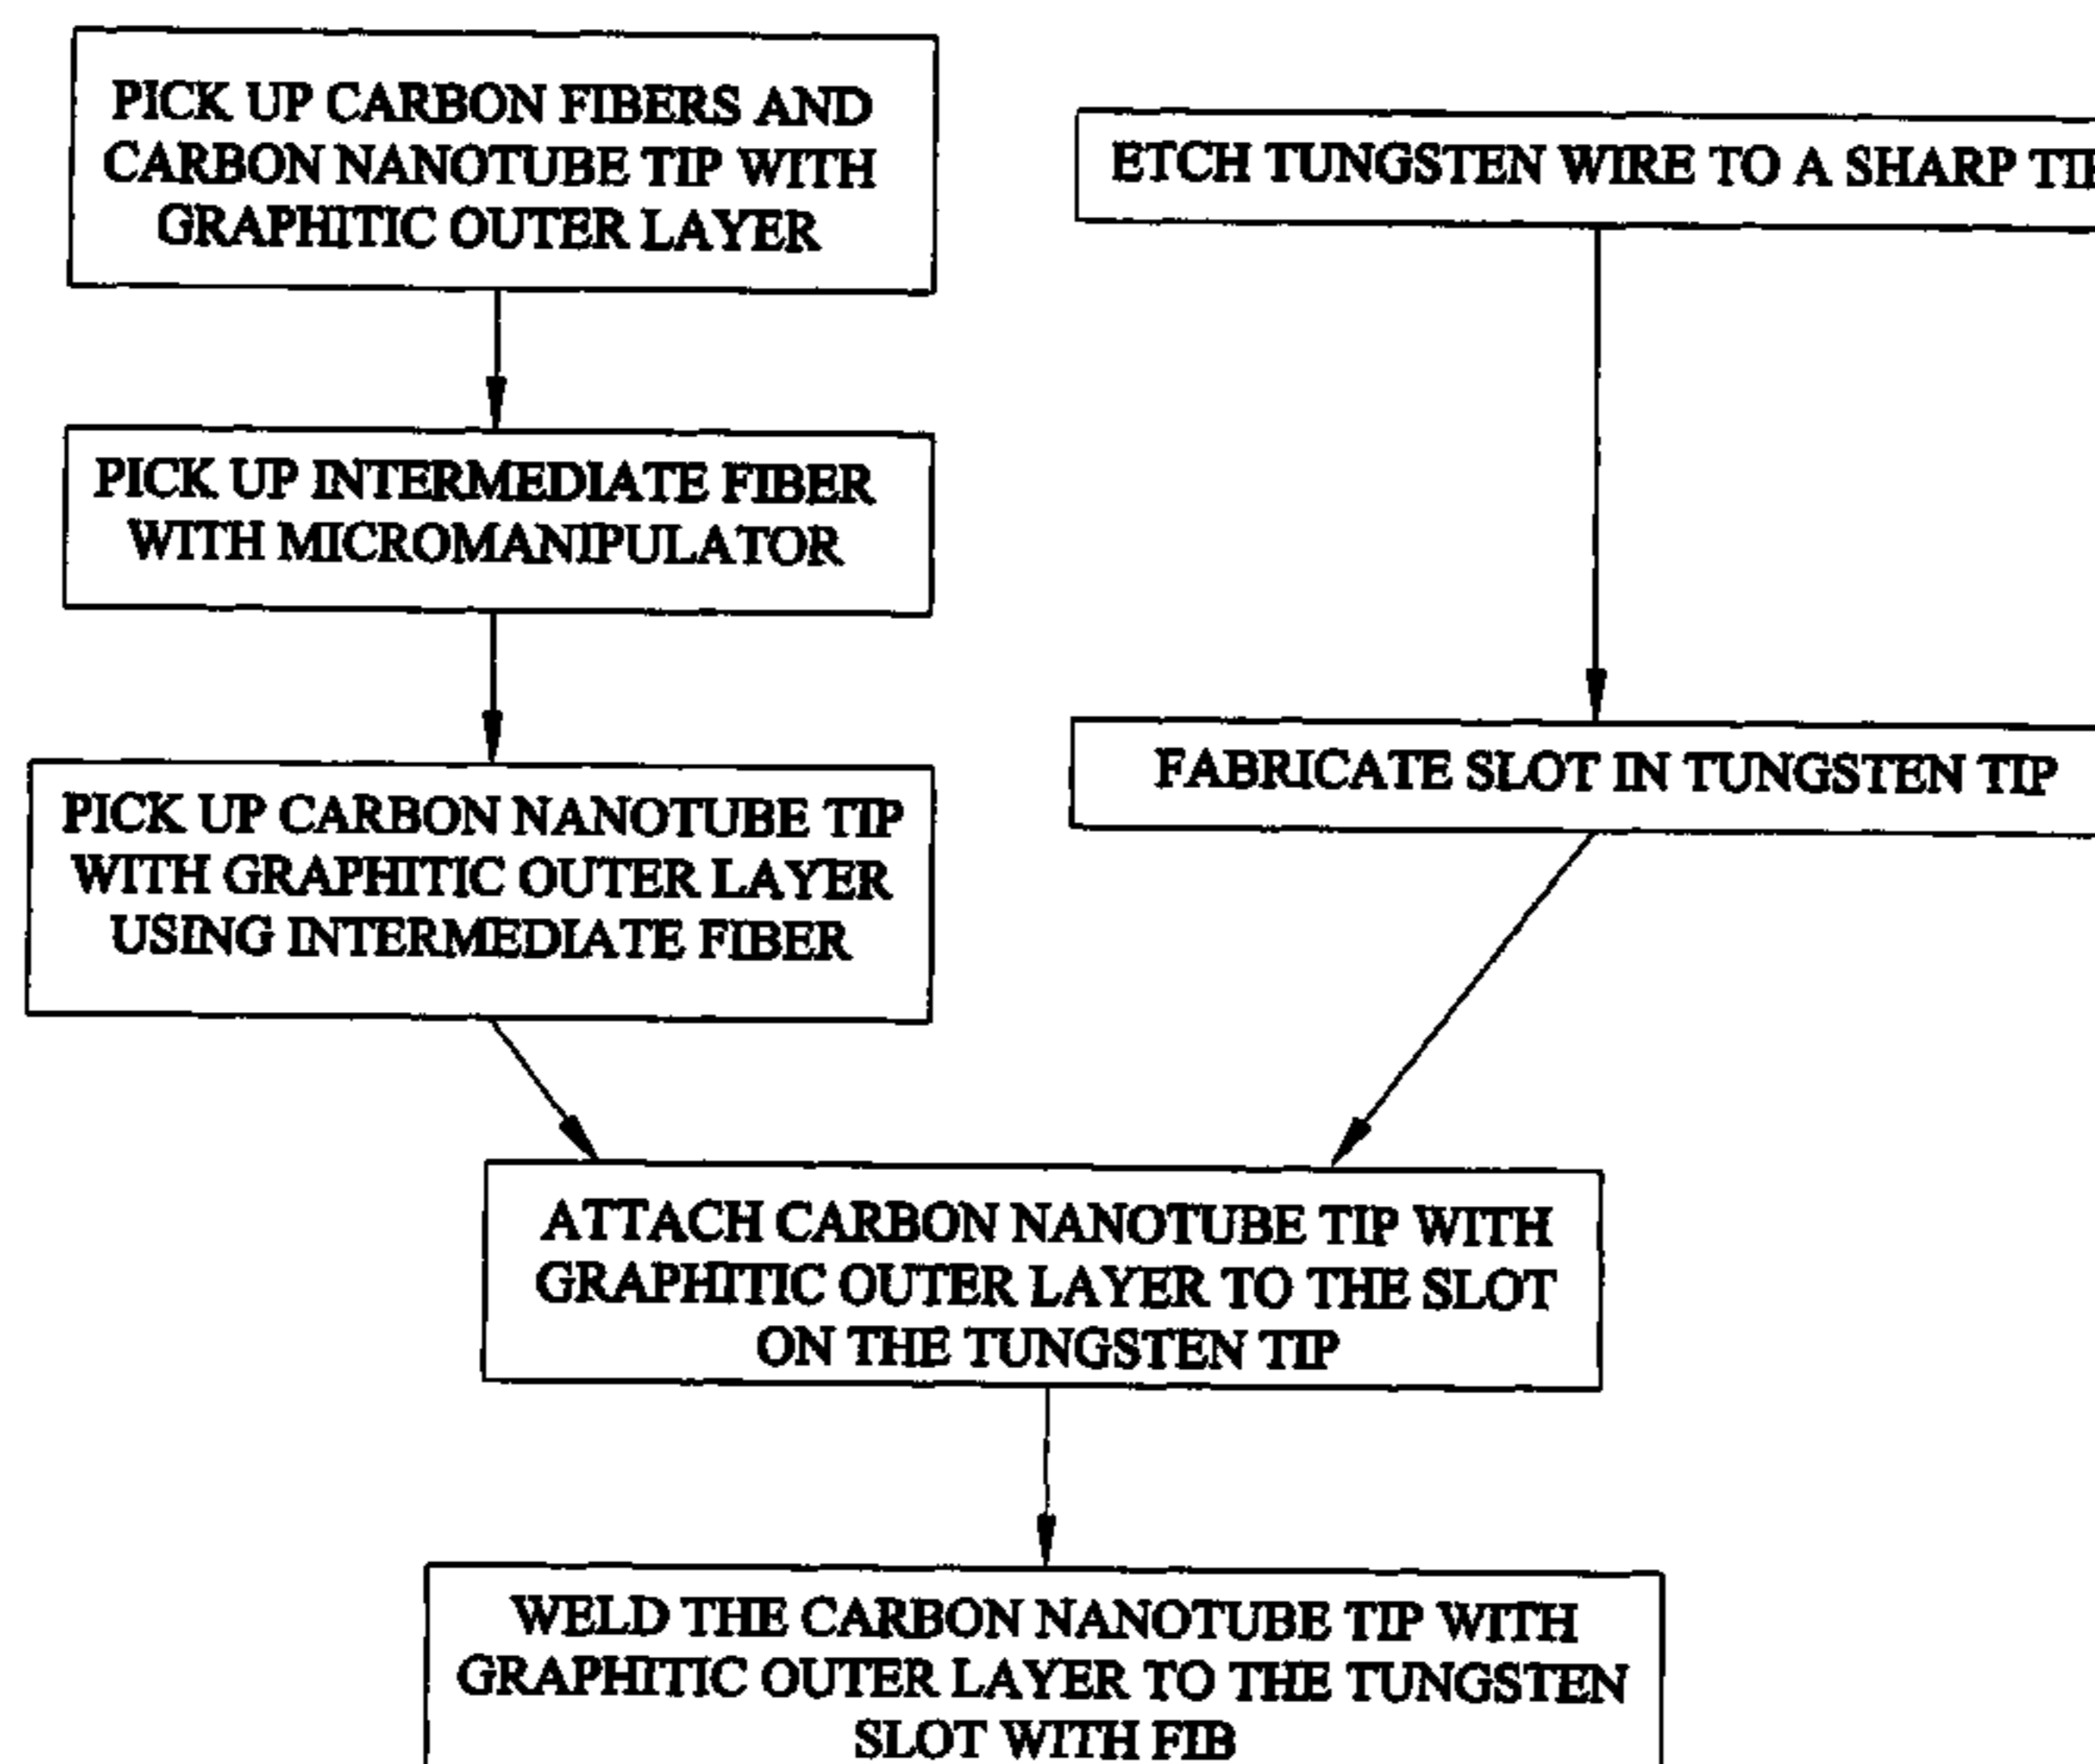 PICK UP CARBON FIBERS AND
CARBON NANOTUBE TIP WITH
GRAPHITIC OUTER LAYER
ETCH TUNGSTEN WIRE TO A SHARP TIP
PICK UP INTERMEDIATE FIBER
WITH MICROMANIPULATOR
FABRICATE SLOT IN TUNGSTEN TIP
PICK UP CARBON NANOTUBE TIP
WITH GRAPHITIC OUTER LAYER
USING INTERMEDIATE FIBER
ATTACH CARBON NANOTUBE TIP WITH
GRAPHITIC OUTER LAYER TO THE SLOT
ON THE TUNGSTEN TIP
WELD THE CARBON NANOTUBE TIP WITH
GRAPHITIC OUTER LAYER TO THE TUNGSTEN
SLOT WITH FIB